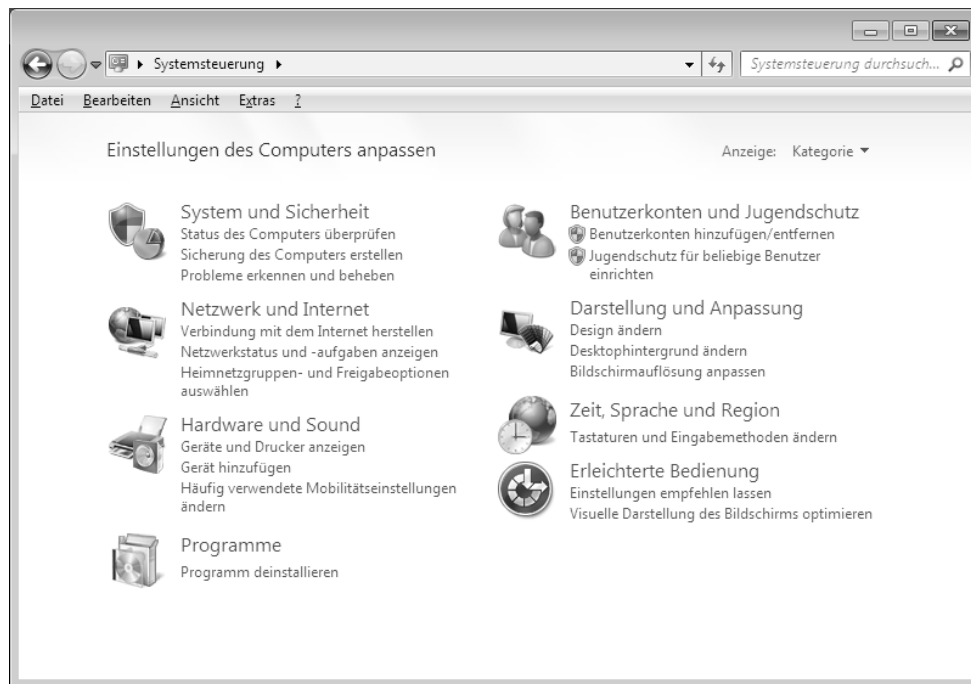 Systemsteuerung
Systemsteuerung durchsuch...
Datei Bearbeiten Ansicht Extras ?
Einstellungen des Computers anpassen
Anzeige: Kategorie
System und Sicherheit
Status des Computers überprüfen
Sicherung des Computers erstellen
Probleme erkennen und beheben
Netzwerk und Internet
Verbindung mit dem Internet herstellen
Netzwerkstatus und -aufgaben anzeigen
Heimnetzgruppen- und Freigabeoptionen
auswählen
Hardware und Sound
Geräte und Drucker anzeigen
Gerät hinzufügen
Häufig verwendete Mobilitätseinstellungen
ändern
Programme
Programm deinstallieren
Benutzerkonten und Jugendschutz
Benutzerkonten hinzufügen/entfernen
Jugendschutz für beliebige Benutzer
einrichten
Darstellung und Anpassung
Design ändern
Desktophintergrund ändern
Bildschirmauflösung anpassen
Zeit, Sprache und Region
Tastaturen und Eingabemethoden ändern
Erleichterte Bedienung
Einstellungen empfehlen lassen
Visuelle Darstellung des Bildschirms optimieren